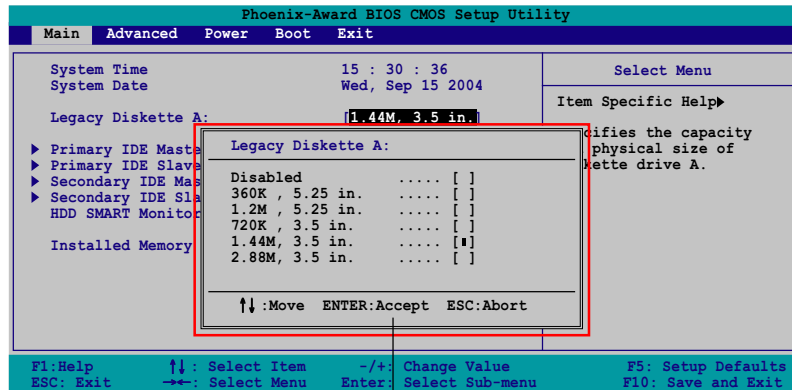 Phoenix-Award BIOS CMOS Setup Utility
Main Advanced Power Boot Exit
System Time 15 : 30 : 36
System Date Wed, Sep 15 2004
Legacy Diskette A: [1.44M, 3.5 in.]
▶ Primary IDE Maste
▶ Primary IDE Slave
▶ Secondary IDE Mas
▶ Secondary IDE Sla
HDD SMART Monitor
Installed Memory
Legacy Diskette A:
Disabled ..... [ ]
360K , 5.25 in. ..... [ ]
1.2M , 5.25 in. ..... [ ]
720K , 3.5 in. ..... [ ]
1.44M, 3.5 in. ..... [▮]
2.88M, 3.5 in. ..... [ ]
↑↓ :Move ENTER:Accept ESC:Abort
Select Menu
Item Specific Help▶
cifies the capacity
physical size of
kette drive A.
F1:Help ↑↓ : Select Item -/+: Change Value F5: Setup Defaults
ESC: Exit →←: Select Menu Enter: Select Sub-menu F10: Save and Exit